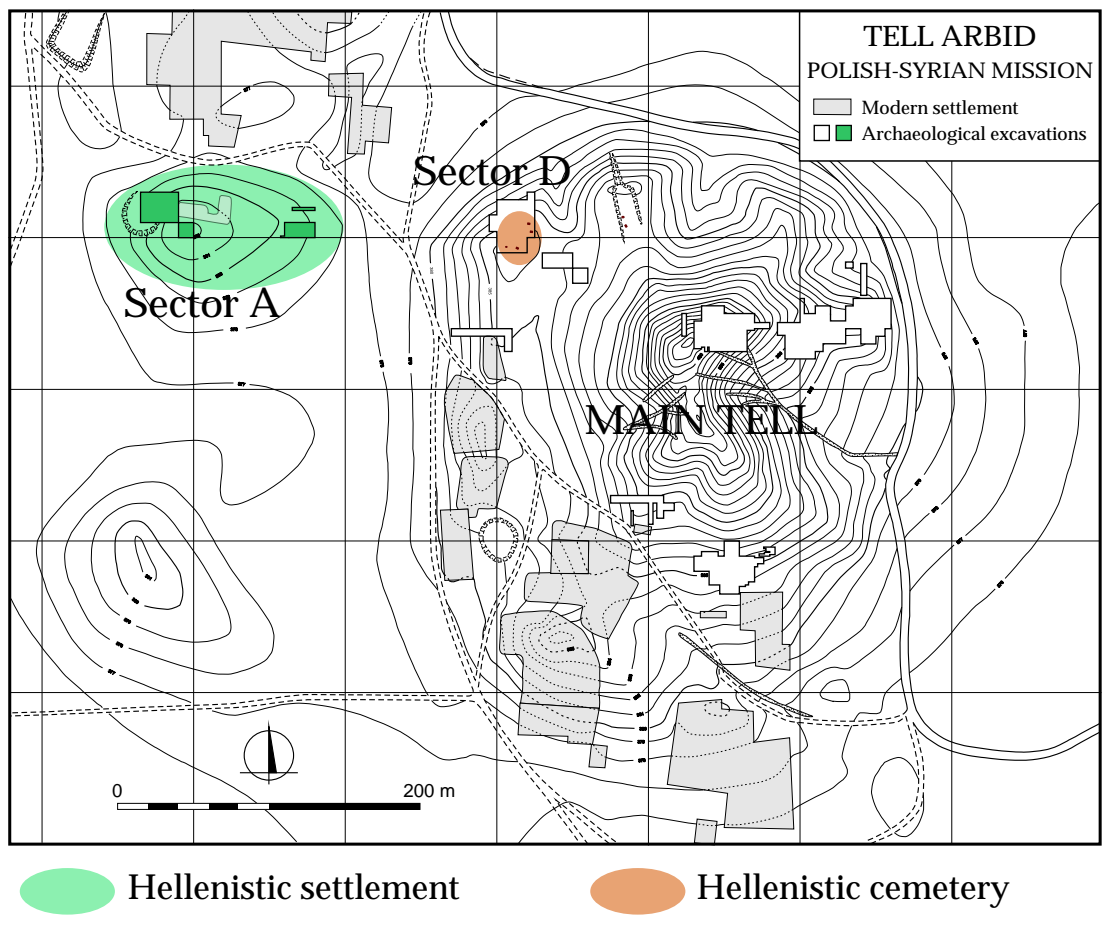 TELL ARBID
POLISH-SYRIAN MISSION
Modern settlement
Archaeological excavations
Sector D
Sector A
MAIN TELL
0 200 m
Hellenistic settlement
Hellenistic cemetery